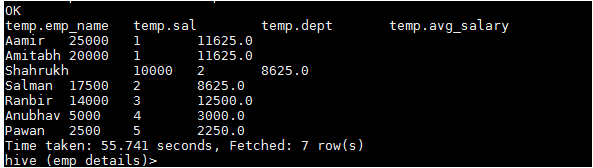 OK
temp.emp_name temp.sal temp.dept temp.avg_salary
Aamir 25000 1 11625.0
Amitabh 20000 1 11625.0
Shahrukh 10000 2 8625.0
Salman 17500 2 8625.0
Ranbir 14000 3 12500.0
Anubhav 5000 4 3000.0
Pawan 2500 5 2250.0
Time taken: 55.741 seconds, Fetched: 7 row(s)
hive (emp details)>